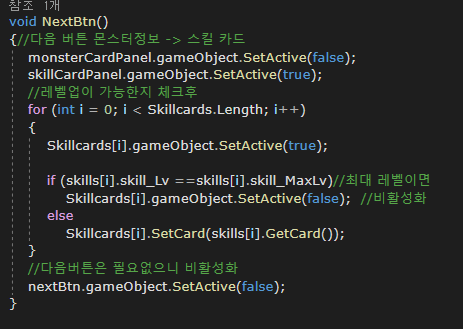 참조 1개
void NextBtn()
{//다음 버튼 몬스터정보 -> 스킬 카드
monsterCardPanel.gameObject.SetActive(false);
skillCardPanel.gameObject.SetActive(true);
//레벨업이 가능한지 체크후
for (int i = 0; i < Skillcards.Length; i++)
{
Skillcards[i].gameObject.SetActive(true);
if (skills[i].skill_Lv ==skills[i].skill_MaxLv)//최대 레벨이면
Skillcards[i].gameObject.SetActive(false); //비활성화
else
Skillcards[i].SetCard(skills[i].GetCard());
}
//다음버튼은 필요없으니 비활성화
nextBtn.gameObject.SetActive(false);
}